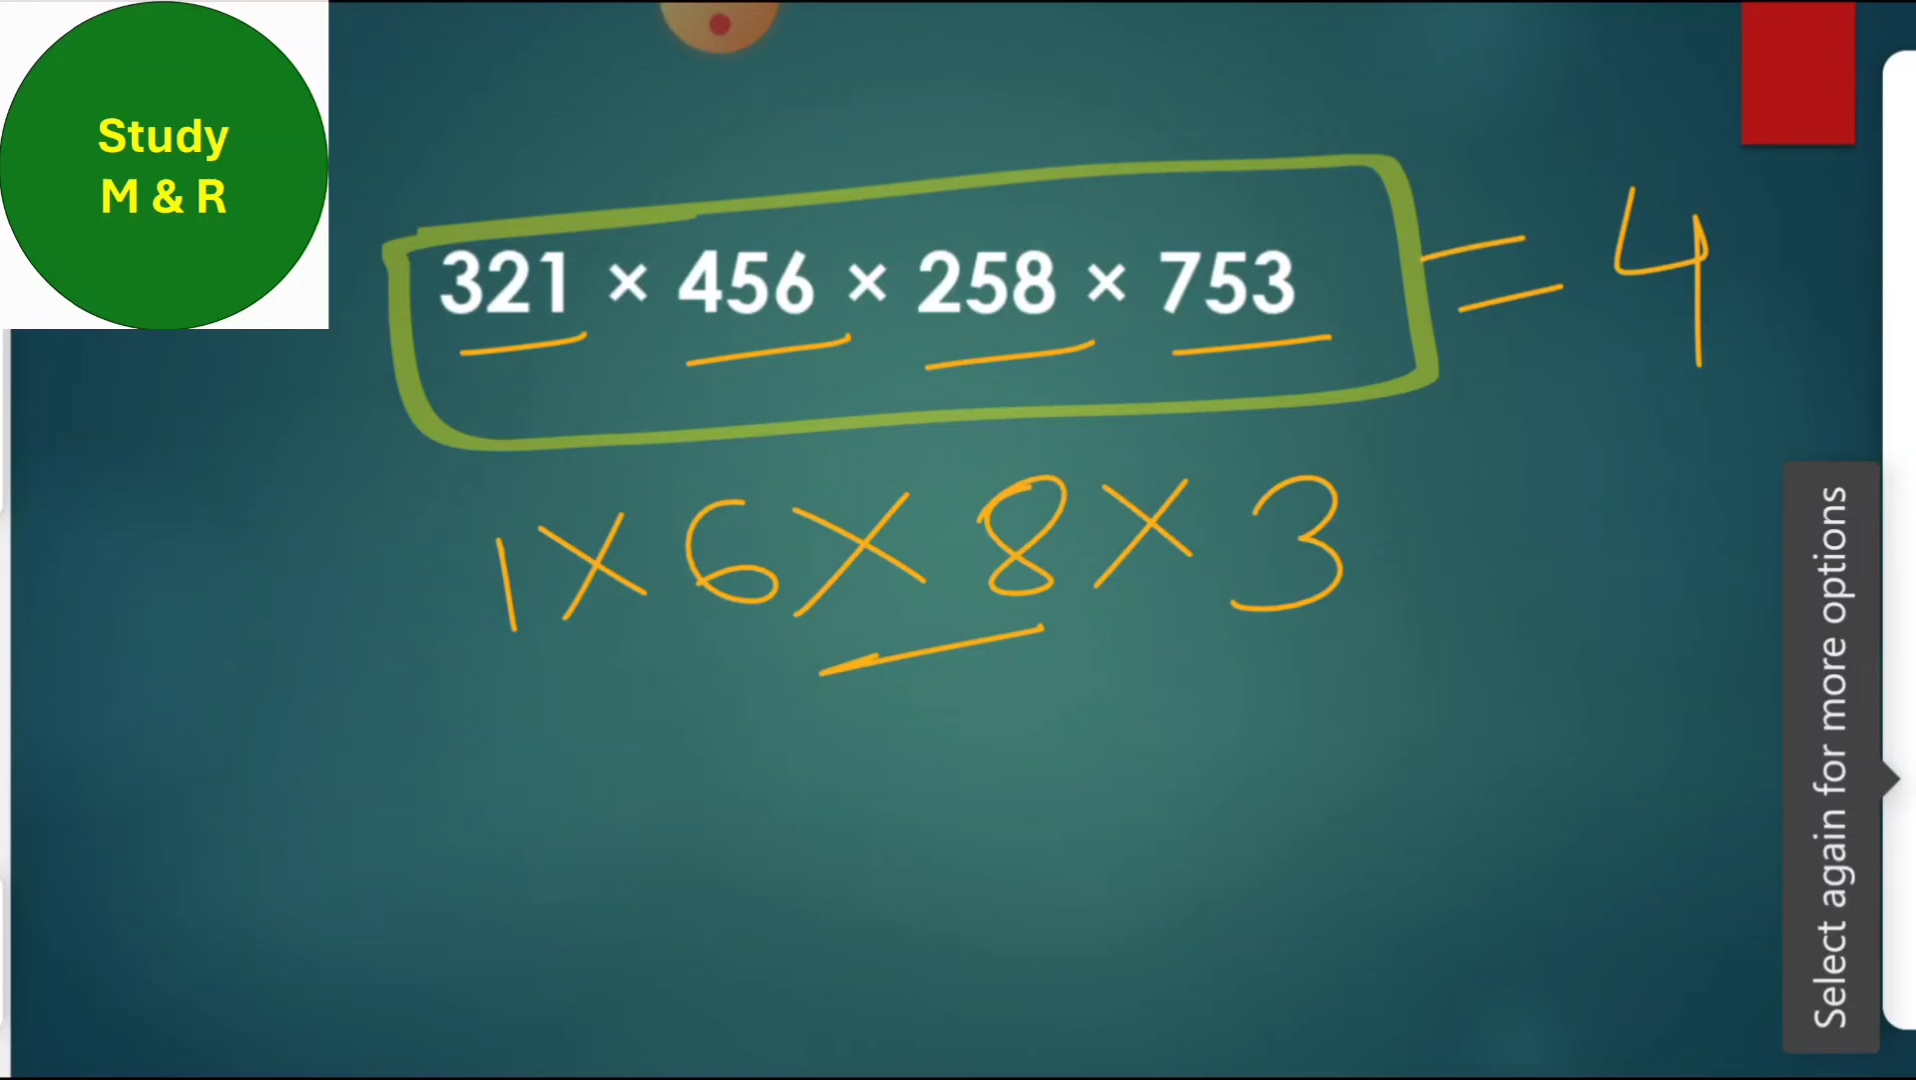 Study
M & R
321 × 456 × 258 × 753 = 4
1 × 6 × 8 × 3
Select again for more options